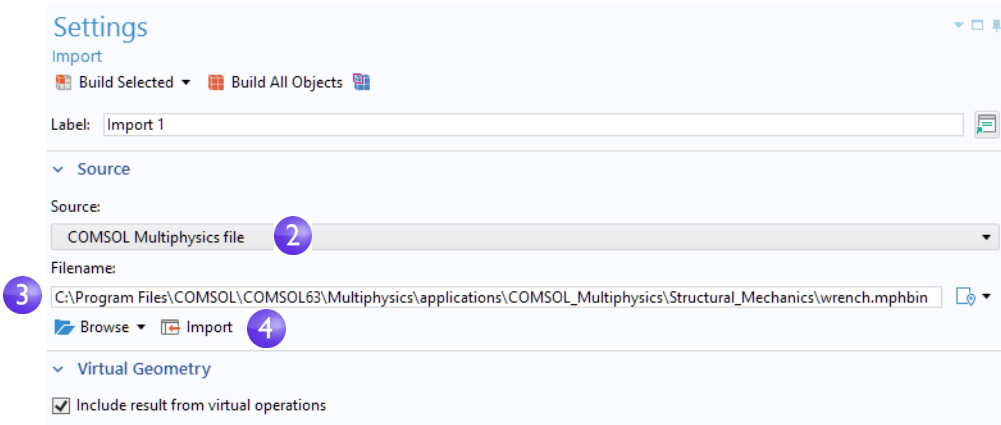 Settings
Import
Build Selected Build All Objects
Label: Import 1
Source
Source:
COMSOL Multiphysics file 2
Filename:
3 C:\Program Files\COMSOL\COMSOL63\Multiphysics\applications\COMSOL_Multiphysics\Structural_Mechanics\wrench.mphbin
Browse Import 4
Virtual Geometry
Include result from virtual operations